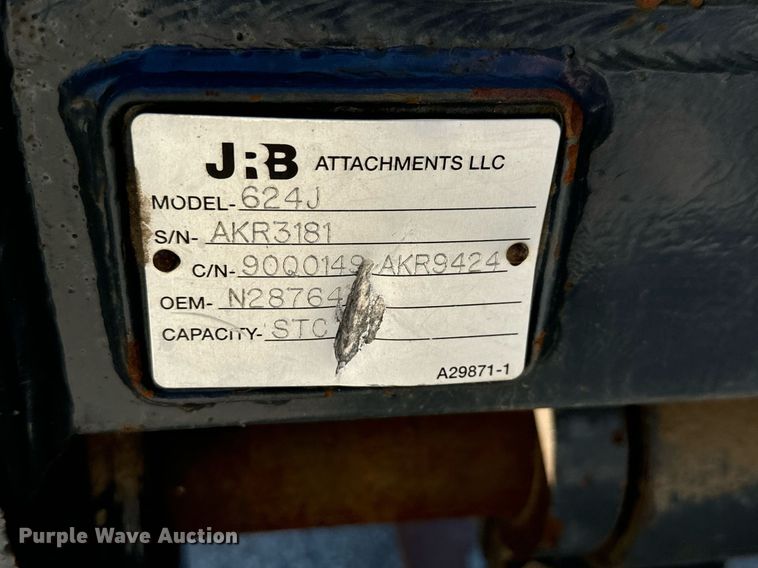 JRB ATTACHMENTS LLC
MODEL- 624J
S/N- AKR3181
C/N- 90Q0149-AKR9424
OEM- N28764
CAPACITY- STC
A29871-1
Purple Wave Auction